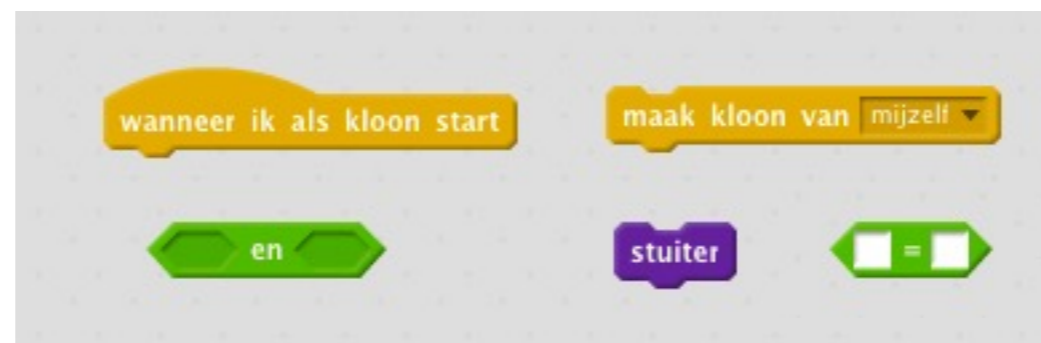 wanneer ik als kloon start
maak kloon van mijzelf
en
stuiter
=